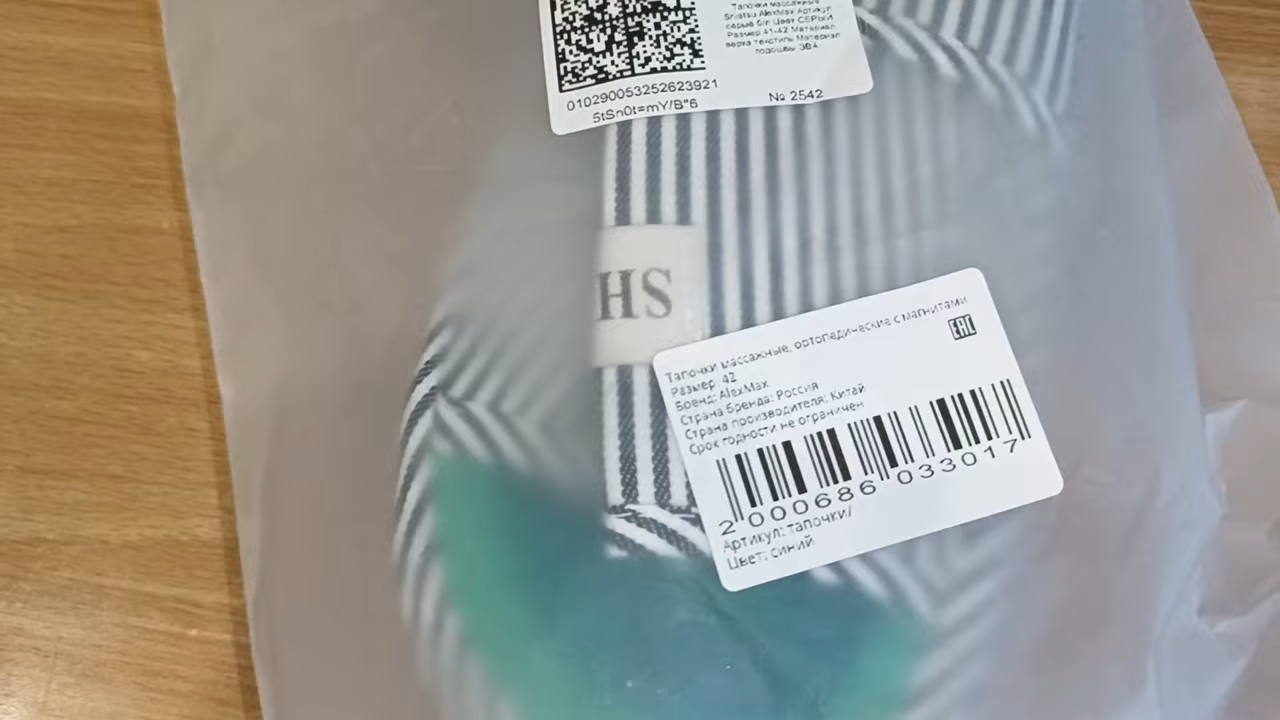 Тапочки массажные
Shiatsu AlexMax Артикул
серые б/п Цвет СЕРЫЙ
Размер 41-42 Материал
верха текстиль Материал
подошвы ЭВА
010290053252623921
5tSn0t=mY/B"6
№ 2542
HS
Тапочки массажные, ортопедические с магнитами
EAC
Размер: 42
Бренд: AlexMax
Страна бренда: Россия
Страна производителя: Китай
Срок годности не ограничен
2 000686 033017
Артикул: тапочки/
Цвет: синий